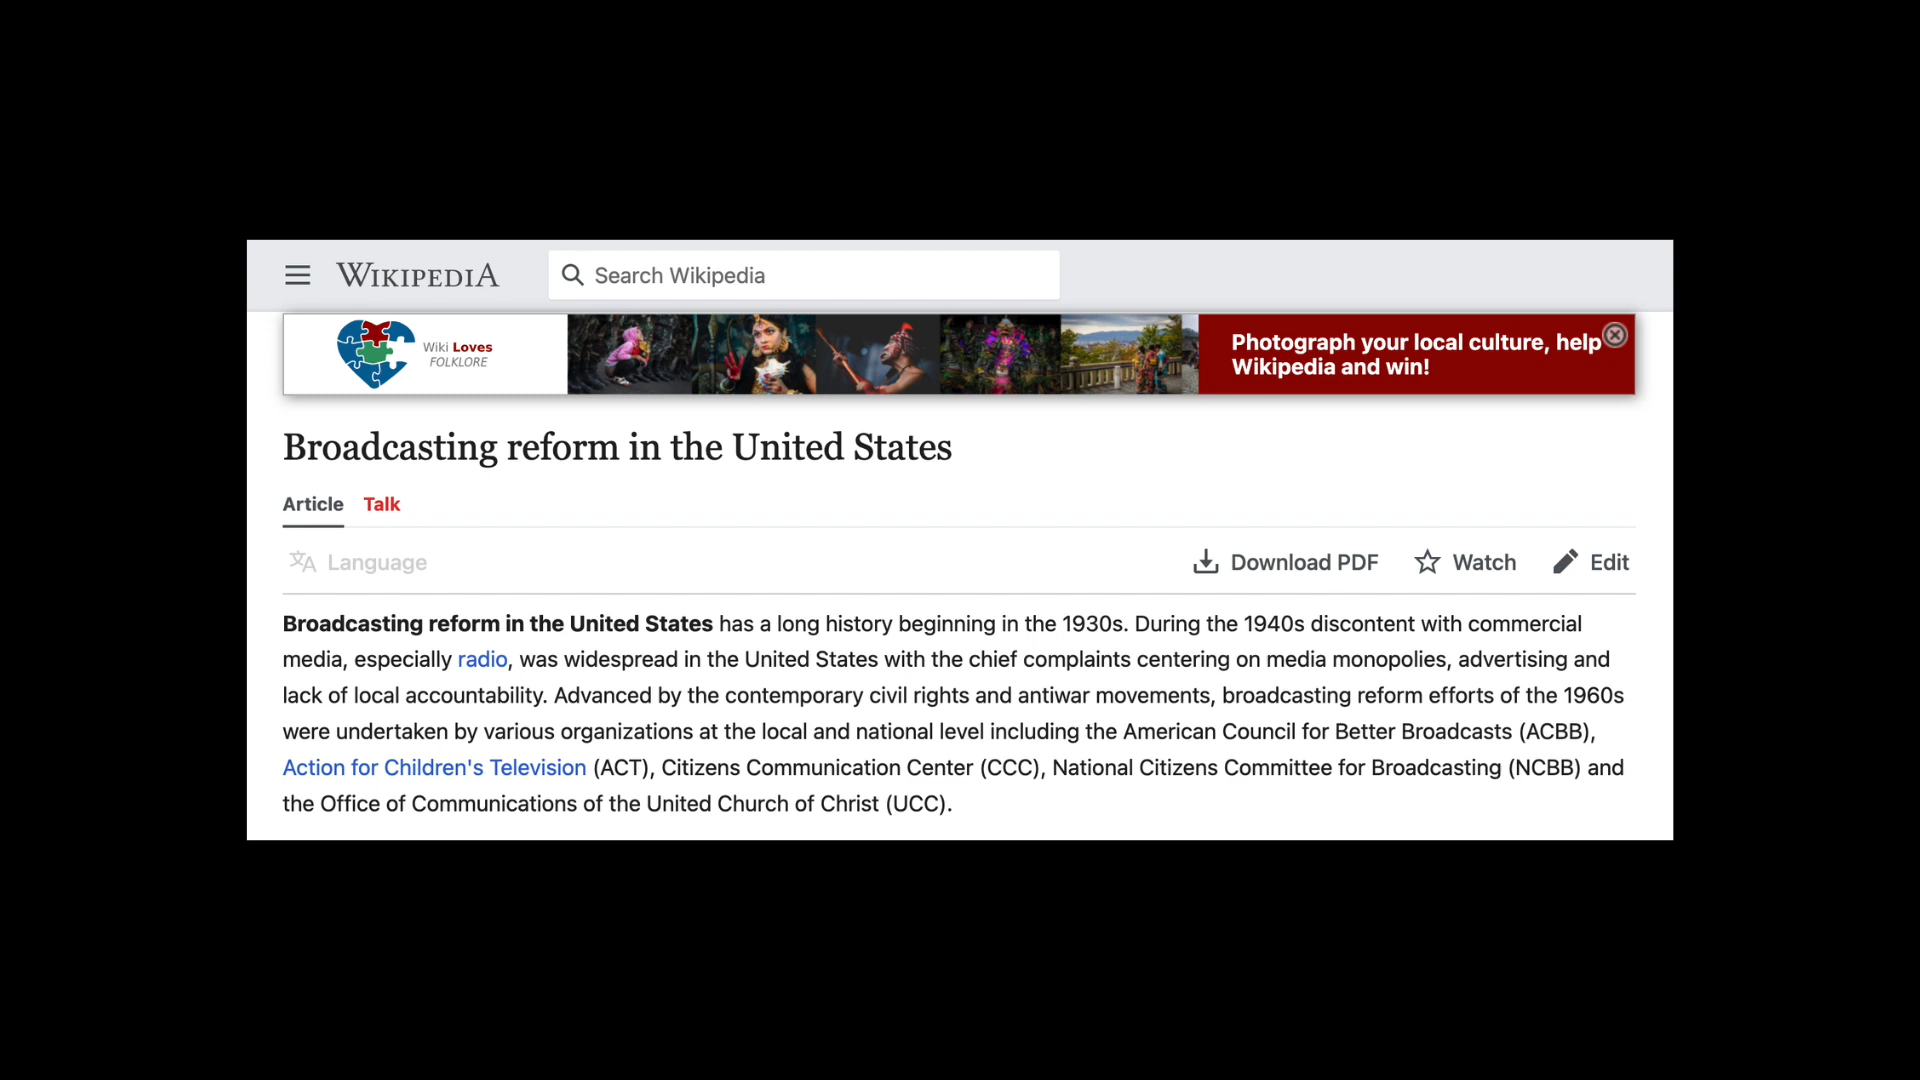 WIKIPEDIA
Search Wikipedia
Wiki Loves
FOLKLORE
Photograph your local culture, help
Wikipedia and win!
Broadcasting reform in the United States
Article Talk
Language
Download PDF Watch Edit
Broadcasting reform in the United States has a long history beginning in the 1930s. During the 1940s discontent with commercial
media, especially radio, was widespread in the United States with the chief complaints centering on media monopolies, advertising and
lack of local accountability. Advanced by the contemporary civil rights and antiwar movements, broadcasting reform efforts of the 1960s
were undertaken by various organizations at the local and national level including the American Council for Better Broadcasts (ACBB),
Action for Children's Television (ACT), Citizens Communication Center (CCC), National Citizens Committee for Broadcasting (NCBB) and
the Office of Communications of the United Church of Christ (UCC).